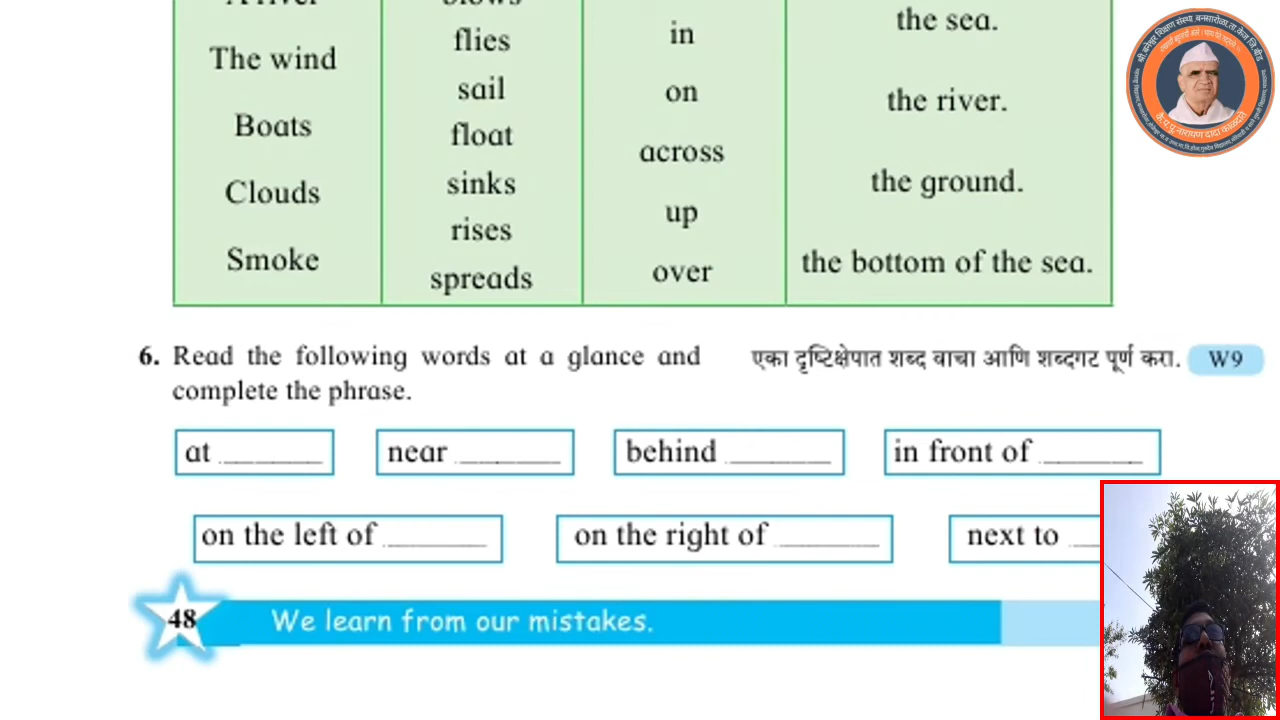 A river
blows
flies
in
the sea.
The wind
sail
on
the river.
Boats
float
across
the ground.
Clouds
sinks
up
rises
Smoke
over
the bottom of the sea.
spreads
6. Read the following words at a glance and
complete the phrase.
एका दृष्टिक्षेपात शब्द वाचा आणि शब्दगट पूर्ण करा. W9
at ______ near ______ behind ______ in front of ______
on the left of ______ on the right of ______ next to __
48 We learn from our mistakes.